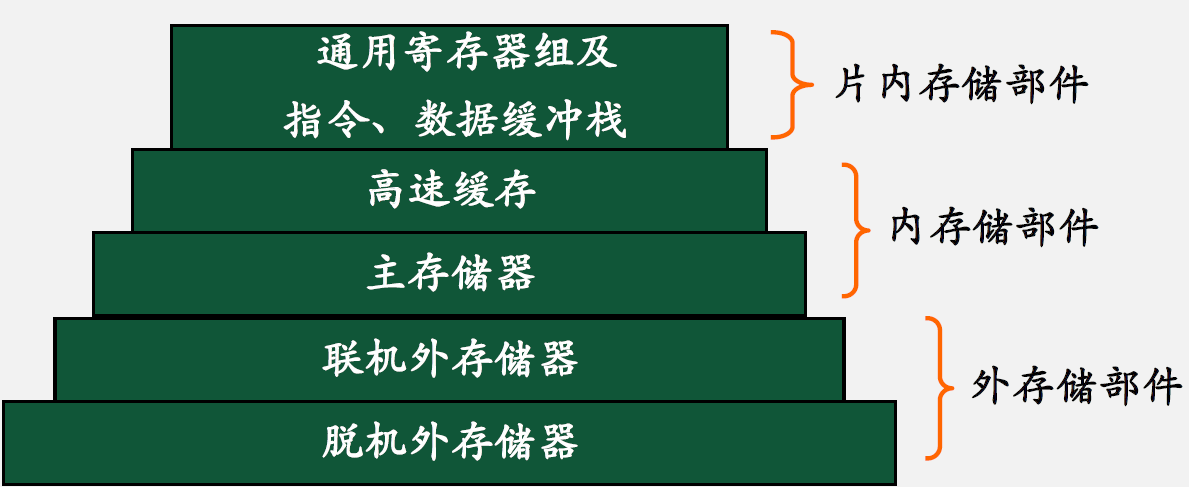 通用寄存器组及
指令、数据缓冲栈
片内存储部件
高速缓存
主存储器
内存储部件
联机外存储器
脱机外存储器
外存储部件